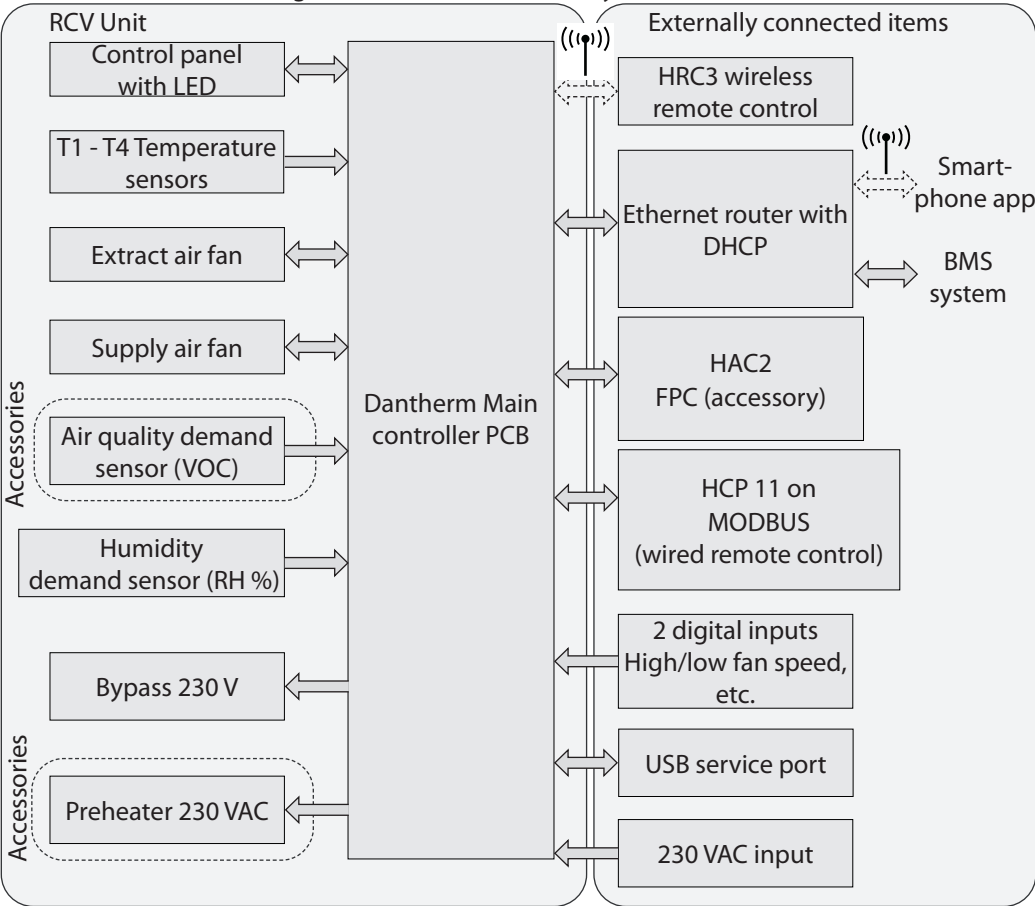 RCV Unit
Control panel
with LED
T1 - T4 Temperature
sensors
Extract air fan
Supply air fan
Accessories
Air quality demand
sensor (VOC)
Humidity
demand sensor (RH %)
Bypass 230 V
Accessories
Preheater 230 VAC
Dantherm Main
controller PCB
Externally connected items
HRC3 wireless
remote control
Ethernet router with
DHCP
Smart-
phone app
BMS
system
HAC2
FPC (accessory)
HCP 11 on
MODBUS
(wired remote control)
2 digital inputs
High/low fan speed,
etc.
USB service port
230 VAC input